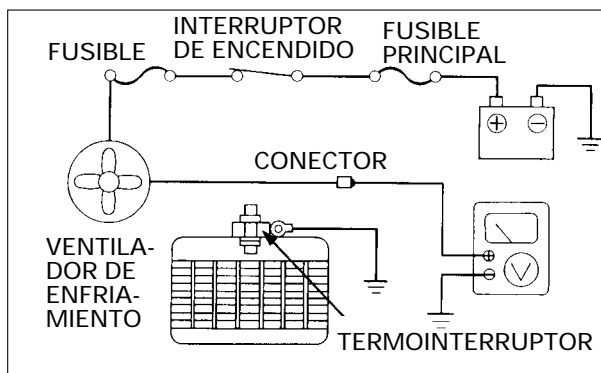 FUSIBLE
INTERRUPTOR
DE ENCENDIDO
FUSIBLE
PRINCIPAL
CONECTOR
VENTILA-
DOR DE
ENFRIA-
MIENTO
TERMOINTERRUPTOR
+ −
+
−
V